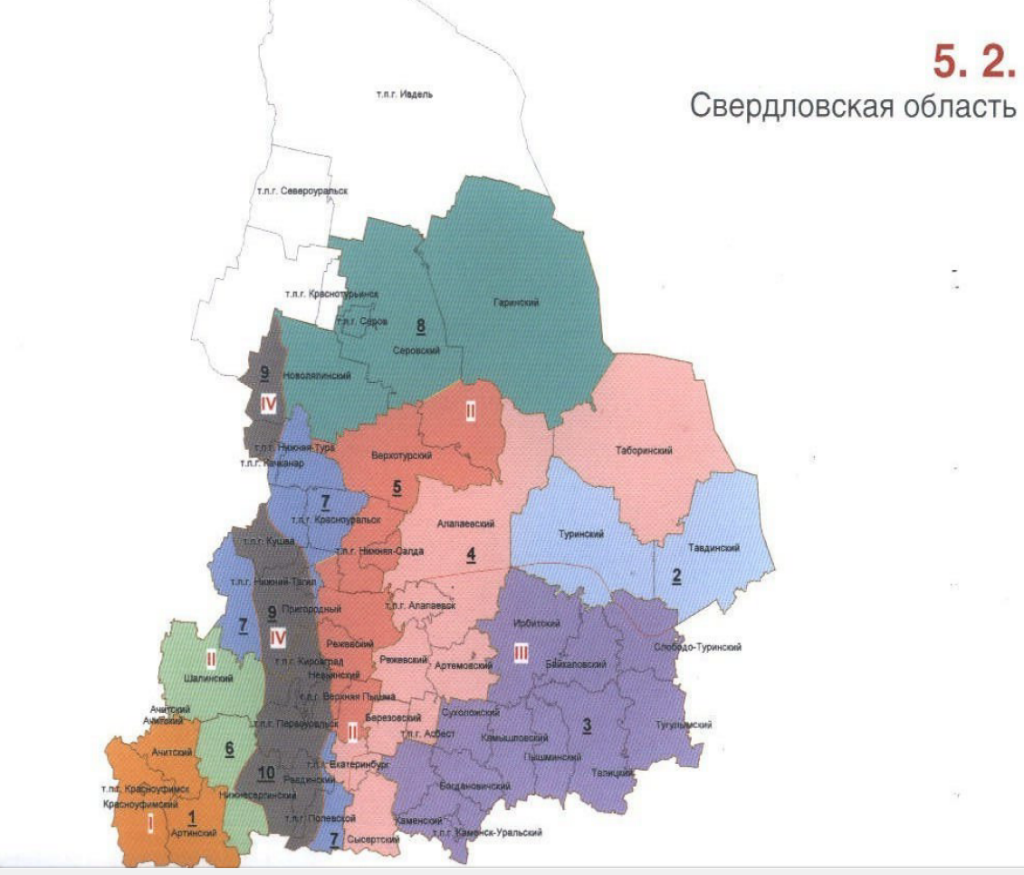 5. 2.
Свердловская область
т.п.г. Ивдель
т.п.г. Североуральск
т.п.г. Краснотурьинск
Гаринский
т.п.г. Серов
8
Серовский
9
Новолялинский
IV
II
т.п.г. Нижняя-Тура
Верхотурский
Таборинский
т.п.г. Качканар
5
7
т.п.г. Красноуральск
Алапаевский
Туринский
т.п.г. Кушва
т.п.г. Нижняя-Салда
4
Тавдинский
2
т.п.г. Нижний-Тагил
Пригородный
т.п.г. Алапаевск
9
7
IV
Ирбитский
Режевский
III
Слободо-Туринский
II
т.п.г. Кировград
Режевский
Артемовский
Байкаловский
Шалинский
Невьянский
т.п.г. Верхняя Пышма
Ачитский
Ачитский
т.п.г. Первоуральск
Березовский
Сухоложский
3
Тугулымский
II
т.п.г. Асбест
Камышловский
6
Ачитский
Пышминский
т.п.г. Екатеринбург
10
Ревдинский
Талицкий
т.п.г. Красноуфимск
Нижнесергинский
Богдановичский
Красноуфимский
1
I
Артинский
т.п.г. Полевской
Каменский
т.п.г. Каменск-Уральский
7
Сысертский